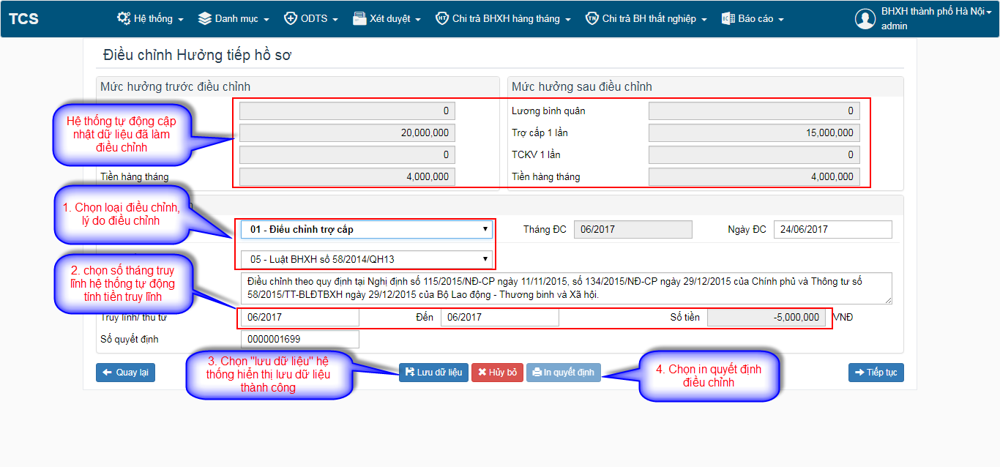 TCS
Hệ thống
Danh mục
ODTS
Xét duyệt
Chi trả BHXH hàng tháng
Chi trả BH thất nghiệp
Báo cáo
BHXH thành phố Hà Nội
admin
Điều chỉnh Hưởng tiếp hồ sơ
Mức hưởng trước điều chỉnh
Mức hưởng sau điều chỉnh
Hệ thống tự động cập
nhật dữ liệu đã làm
điều chỉnh
0
Lương bình quân
0
20,000,000
Trợ cấp 1 lần
15,000,000
0
TCKV 1 lần
0
Tiền hàng tháng
4,000,000
Tiền hàng tháng
4,000,000
1. Chọn loại điều chỉnh,
lý do điều chỉnh
01 - Điều chỉnh trợ cấp
Tháng ĐC
06/2017
Ngày ĐC
24/06/2017
05 - Luật BHXH số 58/2014/QH13
2. chọn số tháng truy
lĩnh hệ thống tự động
tính tiền truy lĩnh
Điều chỉnh theo quy định tại Nghị định số 115/2015/NĐ-CP ngày 11/11/2015, số 134/2015/NĐ-CP ngày 29/12/2015 của Chính phủ và Thông tư số
58/2015/TT-BLĐTBXH ngày 29/12/2015 của Bộ Lao động - Thương binh và Xã hội.
Truy lĩnh/ thu từ
06/2017
Đến
06/2017
Số tiền
-5,000,000
VNĐ
Số quyết định
0000001699
Quay lại
3. Chọn "lưu dữ liệu" hệ
thống hiển thị lưu dữ liệu
thành công
Lưu dữ liệu
Hủy bỏ
In quyết định
4. Chọn in quyết định
điều chỉnh
Tiếp tục